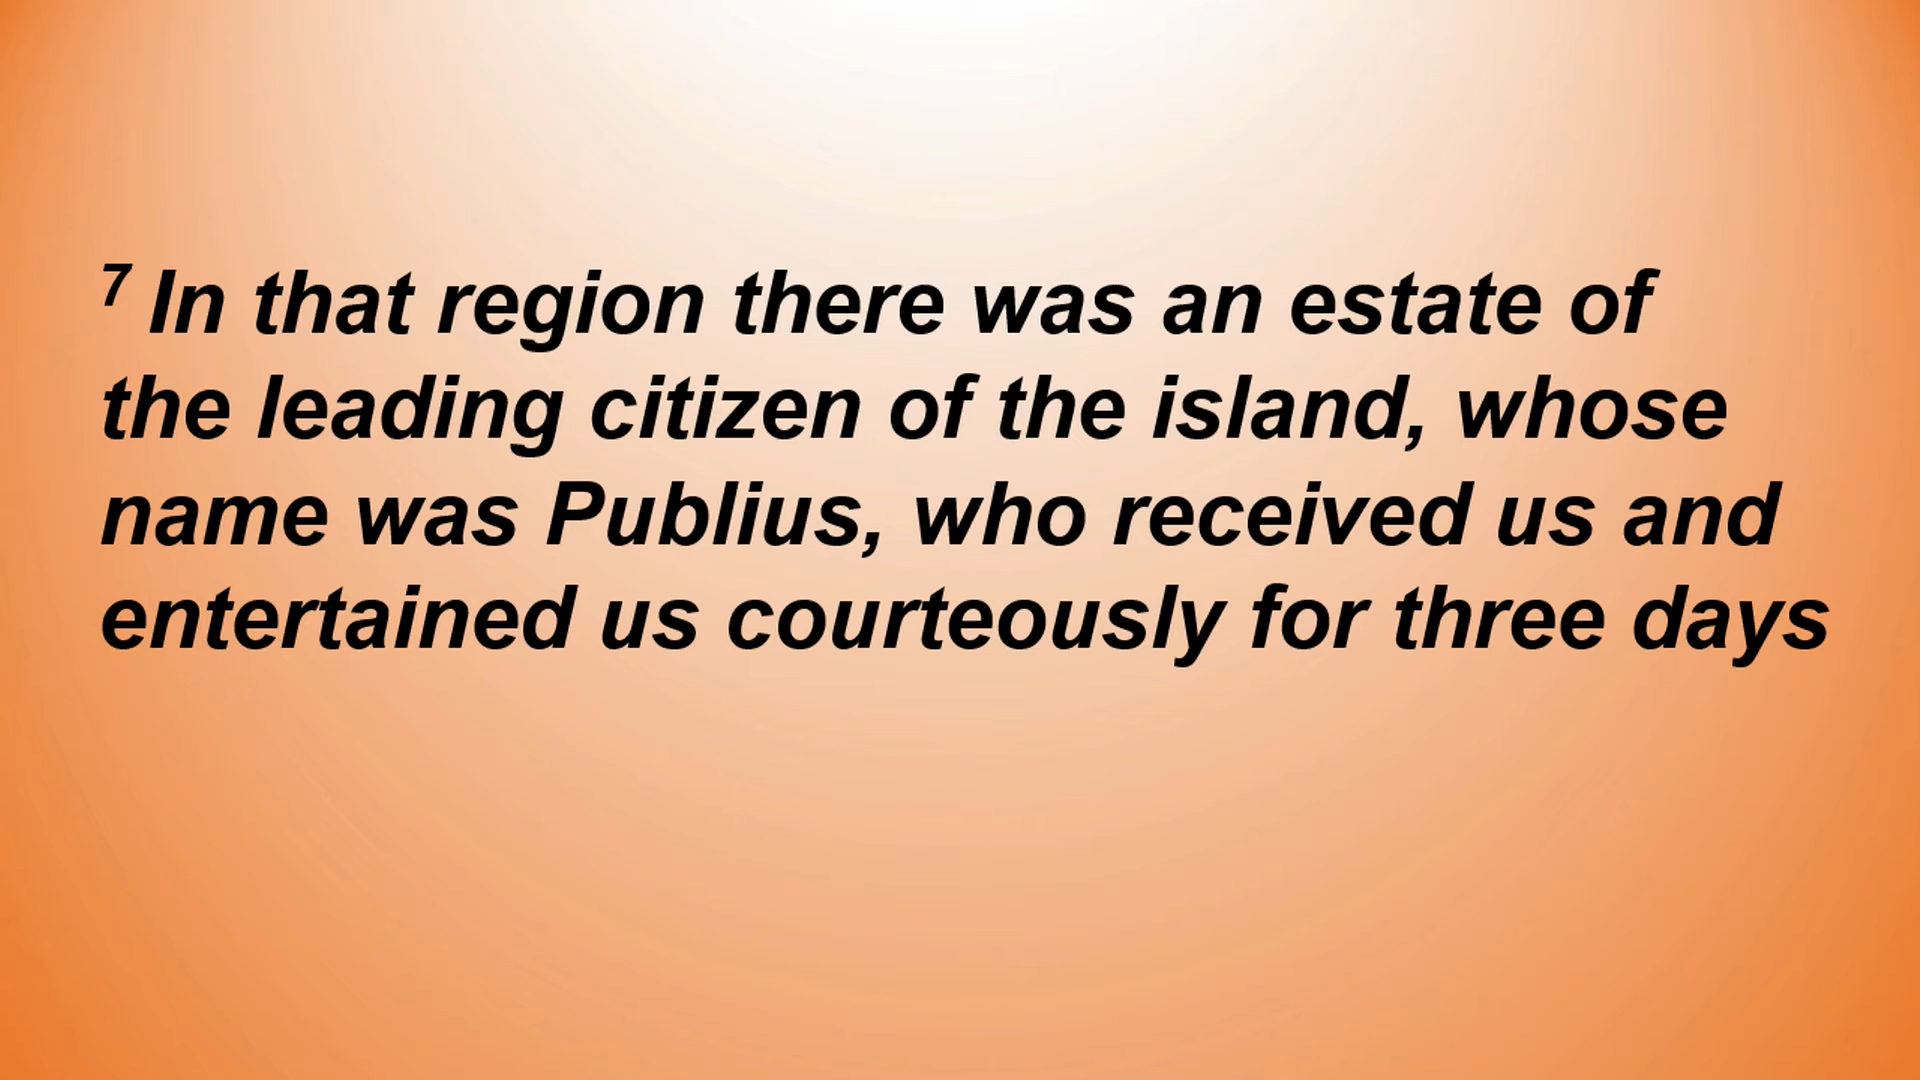 7 In that region there was an estate of
the leading citizen of the island, whose
name was Publius, who received us and
entertained us courteously for three days